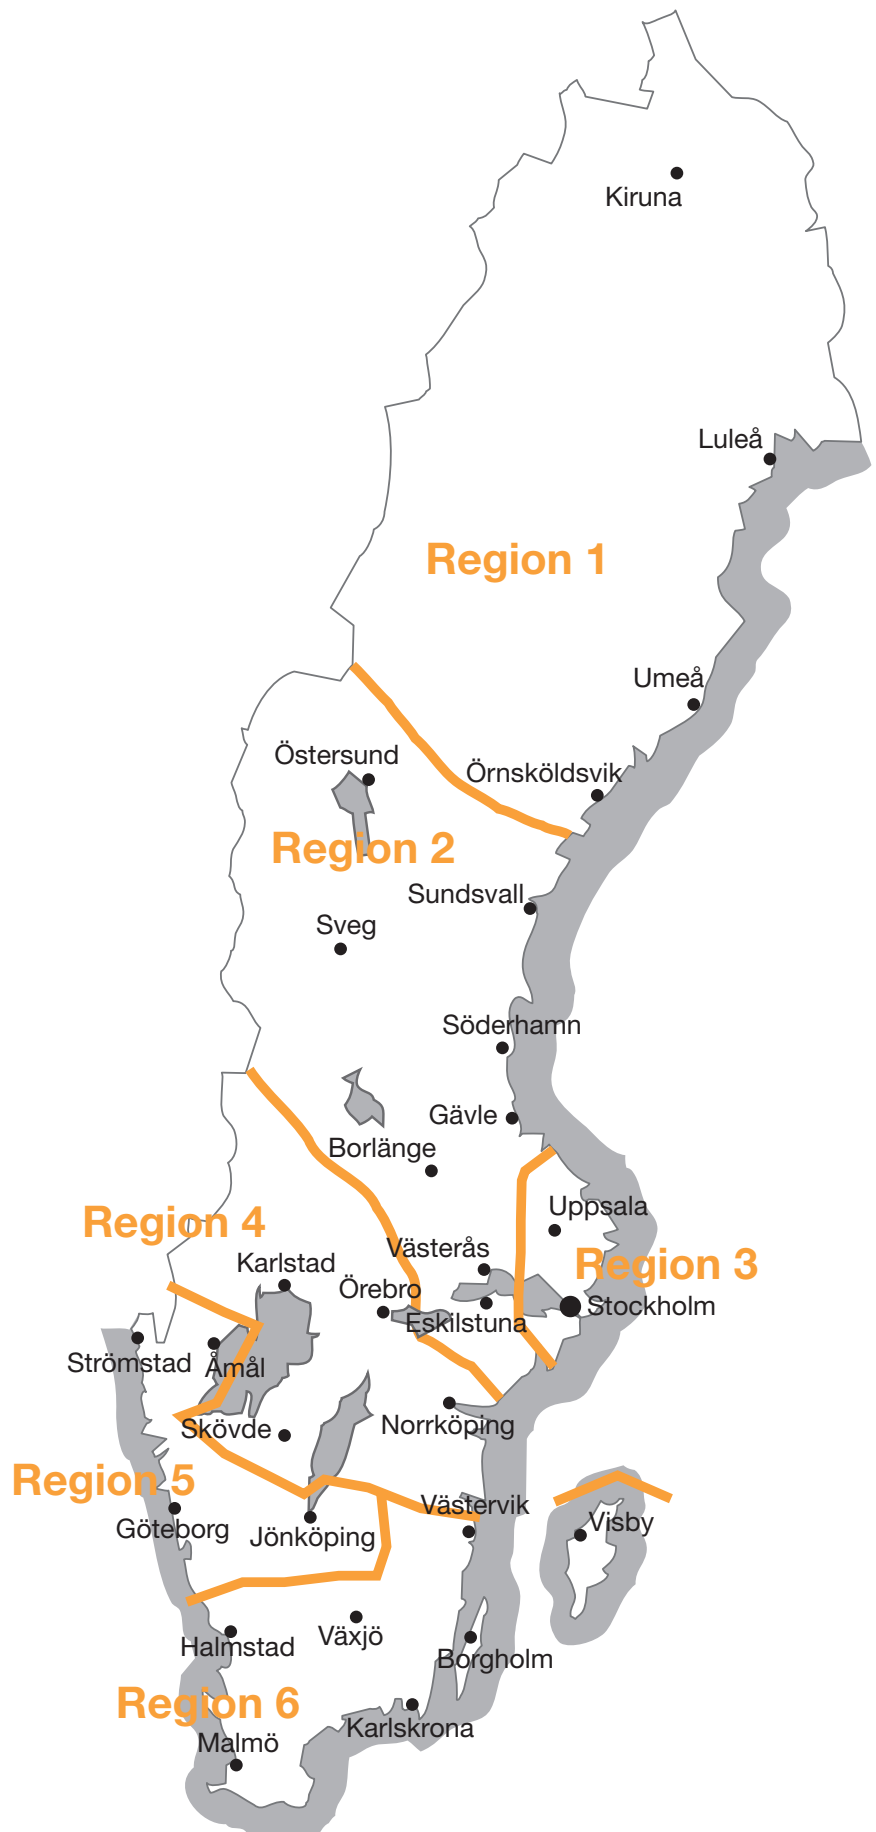 Kiruna
Luleå
Region 1
Umeå
Östersund
Örnsköldsvik
Region 2
Sundsvall
Sveg
Söderhamn
Gävle
Borlänge
Uppsala
Region 4
Västerås
Karlstad
Region 3
Örebro
Stockholm
Eskilstuna
Strömstad
Åmål
Norrköping
Skövde
Region 5
Västervik
Göteborg
Visby
Jönköping
Växjö
Halmstad
Borgholm
Region 6
Karlskrona
Malmö